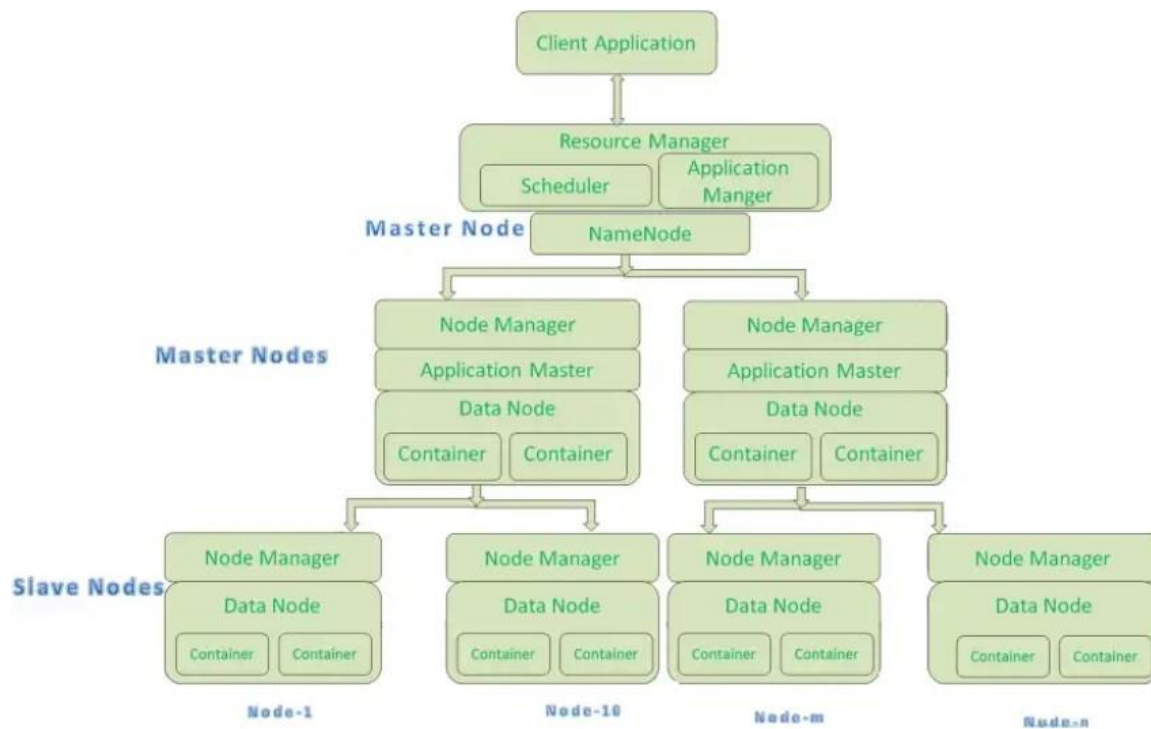 Client Application
Resource Manager
Scheduler
Application
Manger
Master Node
NameNode
Master Nodes
Node Manager
Node Manager
Application Master
Application Master
Data Node
Data Node
Container
Container
Container
Container
Slave Nodes
Node Manager
Node Manager
Node Manager
Node Manager
Data Node
Data Node
Data Node
Data Node
Container
Container
Container
Container
Container
Container
Container
Container
Node-1
Node-10
Node-m
Node-n